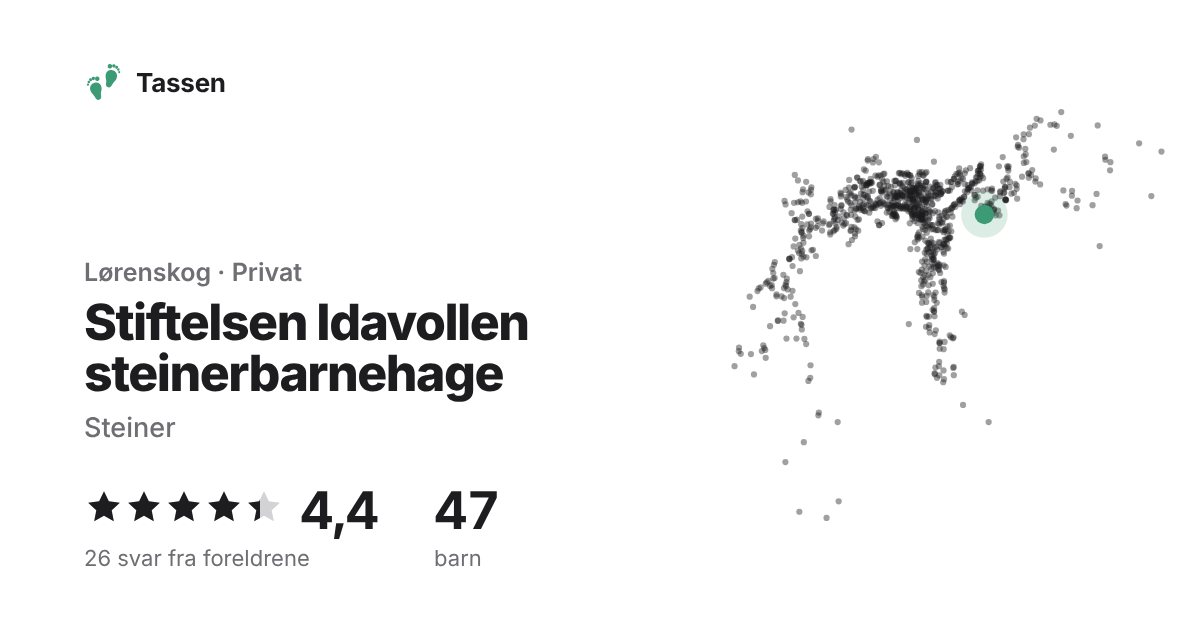 Tassen
Lørenskog · Privat
Stiftelsen Idavollen
steinerbarnehage
Steiner
4,4
26 svar fra foreldrene
47
barn